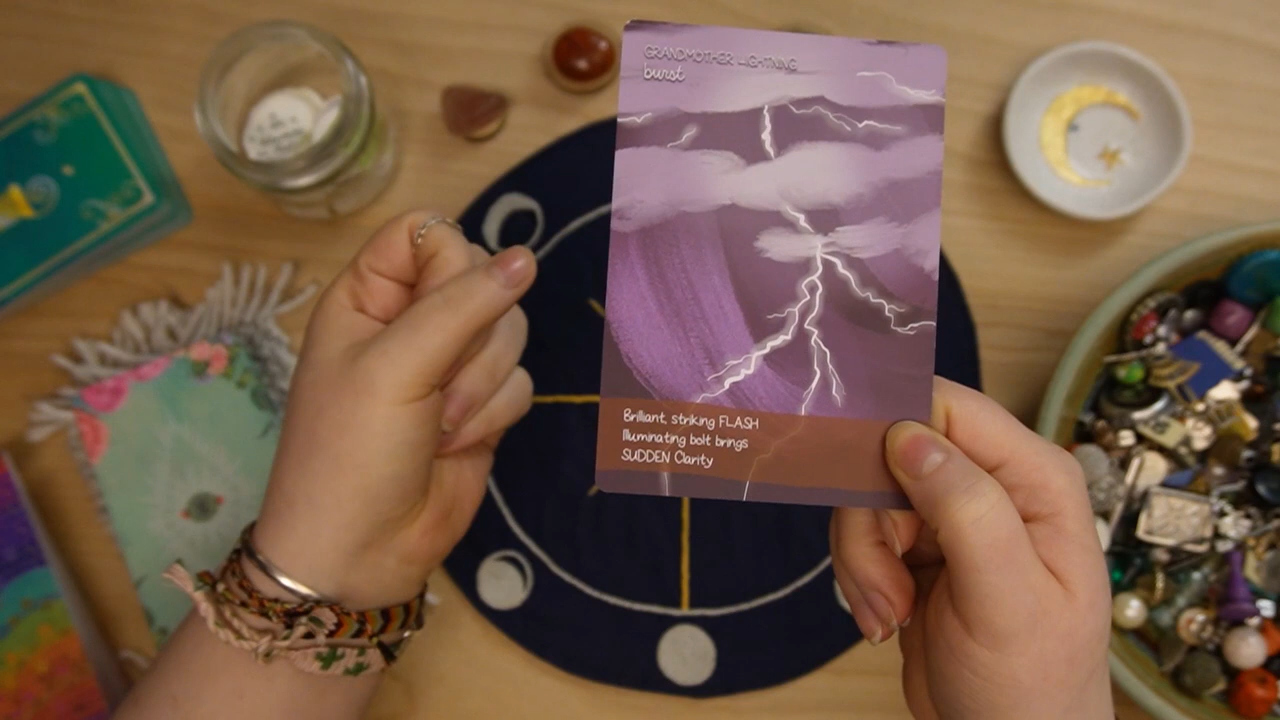 GRANDMOTHER LIGHTNING
burst
Brilliant, striking FLASH
Illuminating bolt brings
SUDDEN Clarity